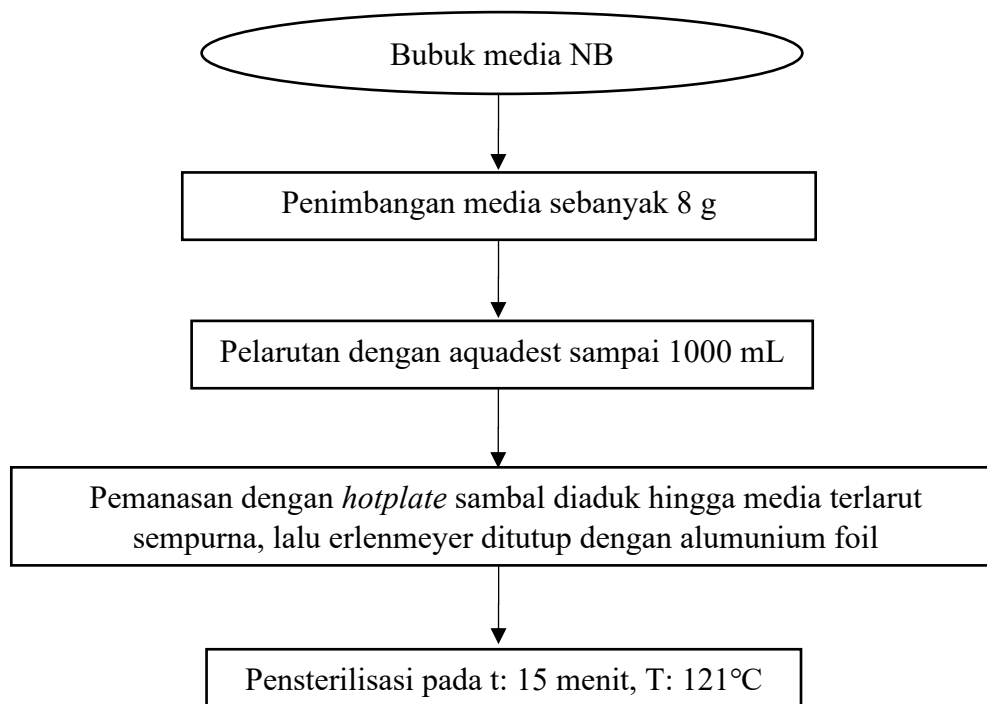 Bubuk media NB
Penimbangan media sebanyak 8 g
Pelarutan dengan aquadest sampai 1000 mL
Pemanasan dengan hotplate sambal diaduk hingga media terlarut
sempurna, lalu erlenmeyer ditutup dengan alumunium foil
Pensterilisasi pada t: 15 menit, T: 121℃